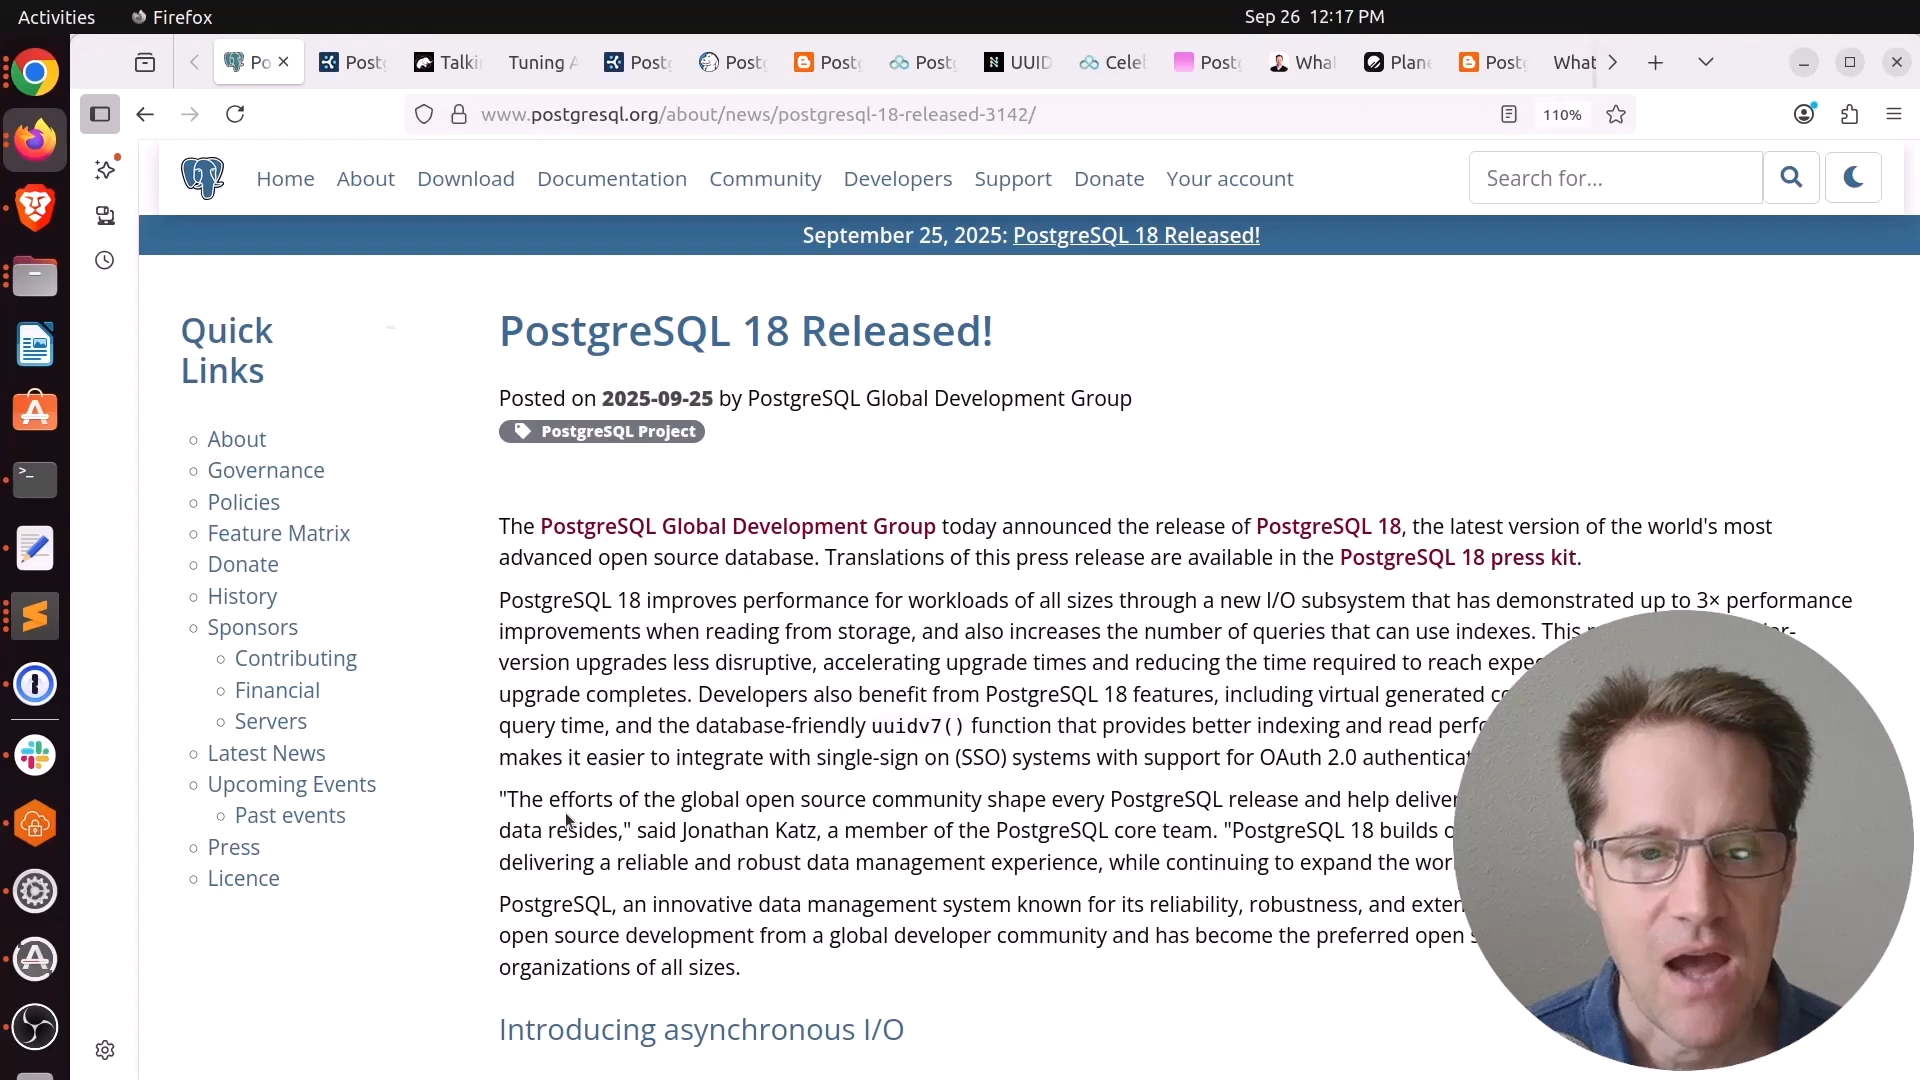 Activities
Firefox
Sep 26 12:17 PM
Po
Post
Talki
Tuning A
Post
Post
Post
Post
UUID
Celeb
Post
What
Plane
Post
What
www.postgresql.org/about/news/postgresql-18-released-3142/
110%
Home
About
Download
Documentation
Community
Developers
Support
Donate
Your account
Search for...
September 25, 2025: PostgreSQL 18 Released!
Quick
Links
About
Governance
Policies
Feature Matrix
Donate
History
Sponsors
Contributing
Financial
Servers
Latest News
Upcoming Events
Past events
Press
Licence
PostgreSQL 18 Released!
Posted on 2025-09-25 by PostgreSQL Global Development Group
PostgreSQL Project
The PostgreSQL Global Development Group today announced the release of PostgreSQL 18, the latest version of the world's most
advanced open source database. Translations of this press release are available in the PostgreSQL 18 press kit.
PostgreSQL 18 improves performance for workloads of all sizes through a new I/O subsystem that has demonstrated up to 3× performance
improvements when reading from storage, and also increases the number of queries that can use indexes. This
version upgrades less disruptive, accelerating upgrade times and reducing the time required to reach
upgrade completes. Developers also benefit from PostgreSQL 18 features, including virtual generated
query time, and the database-friendly uuidv7() function that provides better indexing and read
makes it easier to integrate with single-sign on (SSO) systems with support for OAuth 2.0
"The efforts of the global open source community shape every PostgreSQL release and help deliver
data resides," said Jonathan Katz, a member of the PostgreSQL core team. "PostgreSQL 18 builds
delivering a reliable and robust data management experience, while continuing to expand the
PostgreSQL, an innovative data management system known for its reliability, robustness, and
open source development from a global developer community and has become the preferred open
organizations of all sizes.
Introducing asynchronous I/O